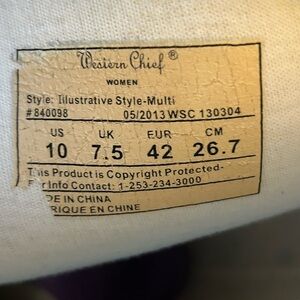 Western Chief®
WOMEN
Style: Illustrative Style-Multi
#840098 05/2013 WSC 130304
US UK EUR CM
10 7.5 42 26.7
This Product is Copyright Protected-
For Info Contact: 1-253-234-3000
DE IN CHINA
RIQUE EN CHINE